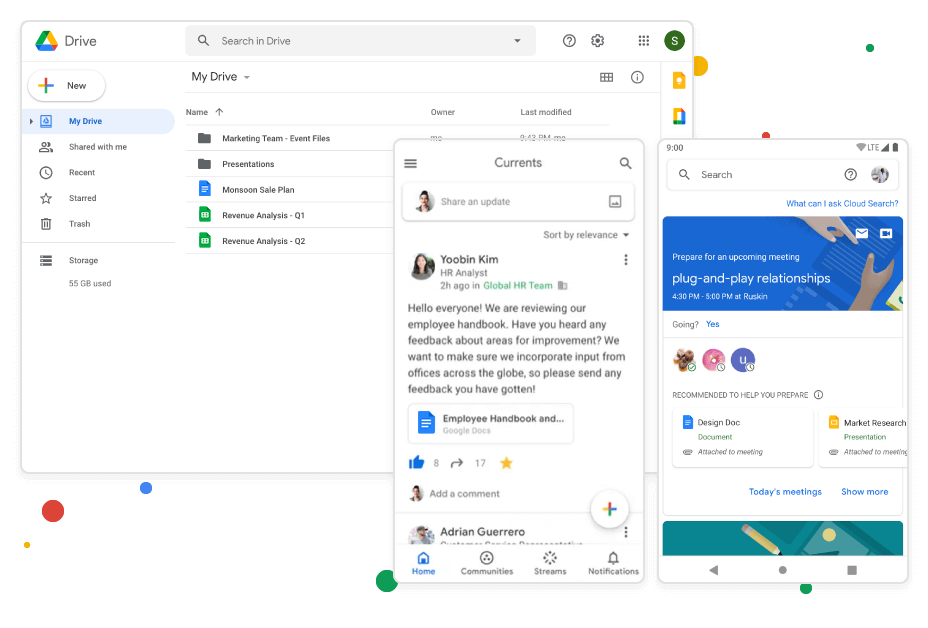 Drive
Search in Drive
S
New
My Drive
Name
Owner
Last modified
My Drive
Shared with me
Recent
Starred
Trash
Storage
55 GB used
Marketing Team - Event Files
me
9:43 PM me
Presentations
Monsoon Sale Plan
Revenue Analysis - Q1
Revenue Analysis - Q2
Currents
Share an update
Sort by relevance
Yoobin Kim
HR Analyst
2h ago in Global HR Team
Hello everyone! We are reviewing our
employee handbook. Have you heard any
feedback about areas for improvement? We
want to make sure we incorporate input from
offices across the globe, so please send any
feedback you have gotten!
Employee Handbook and...
Google Docs
8
17
Add a comment
Adrian Guerrero
Customer Service Representative
Home
Communities
Streams
Notifications
9:00
LTE
Search
What can I ask Cloud Search?
Prepare for an upcoming meeting
plug-and-play relationships
4:30 PM - 5:00 PM at Ruskin
Going? Yes
U
RECOMMENDED TO HELP YOU PREPARE
Design Doc
Document
Attached to meeting
Market Research
Presentation
Attached to meeting
Today's meetings
Show more